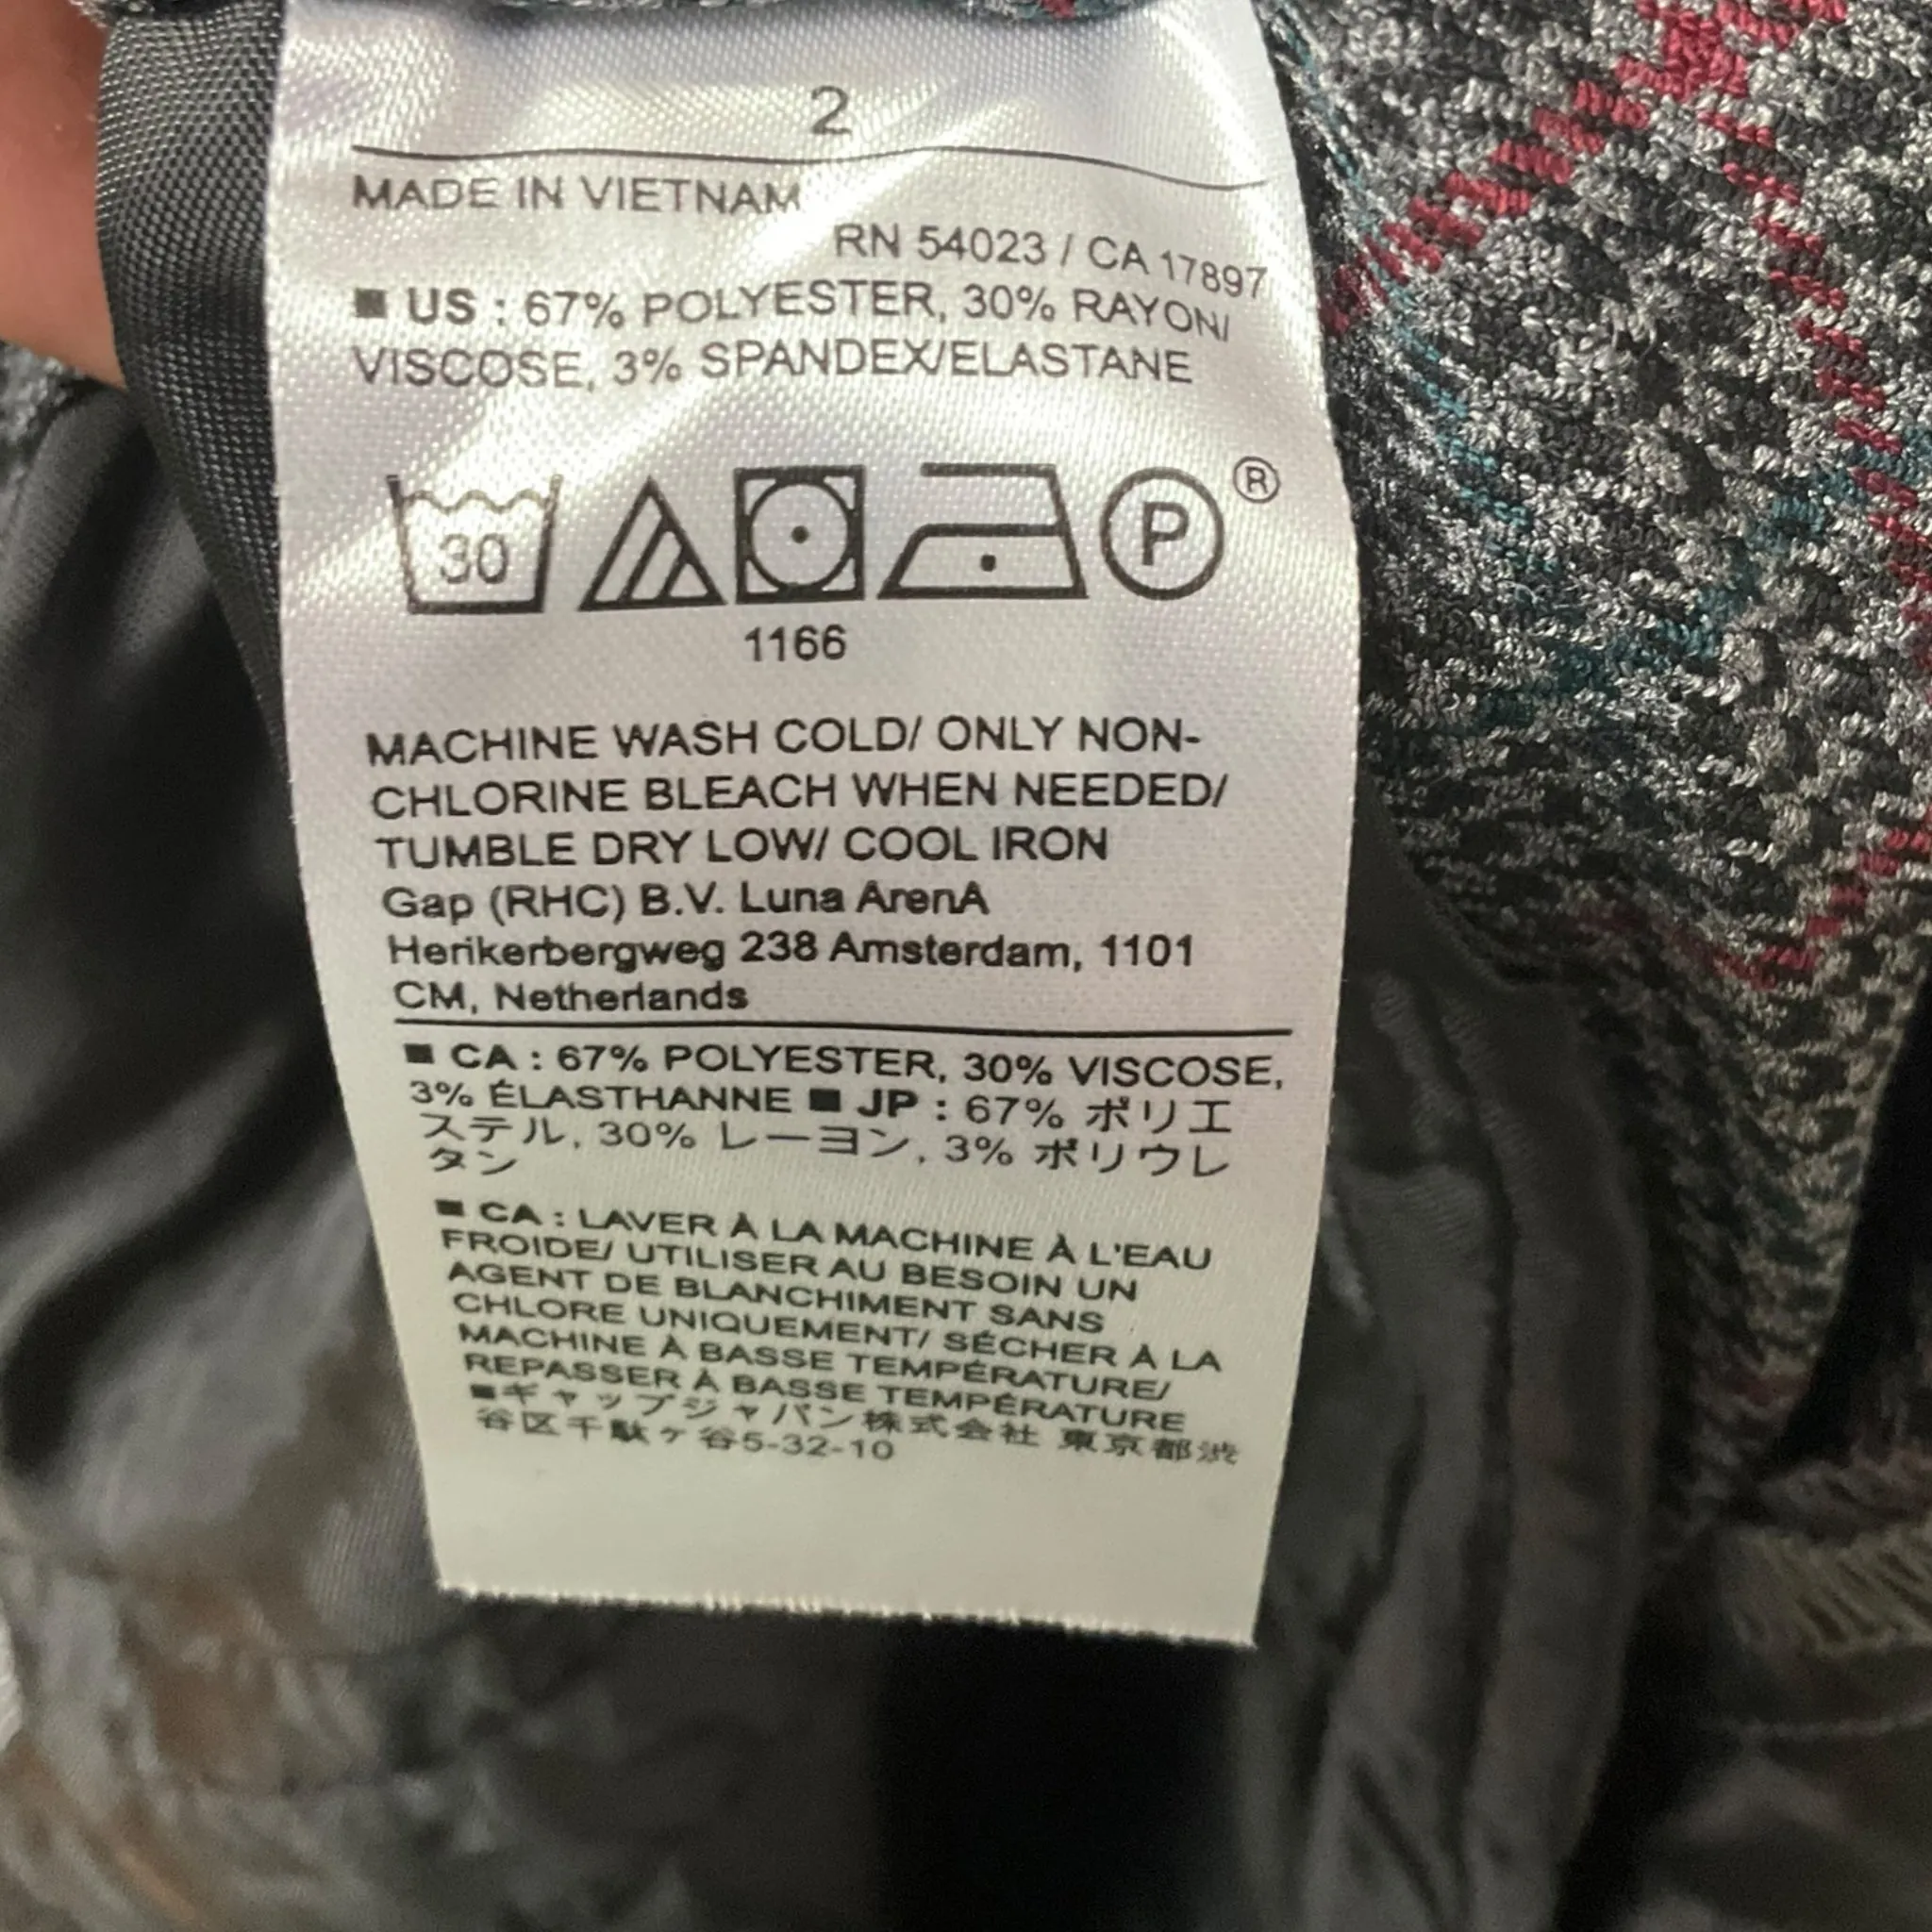 2
MADE IN VIETNAM
RN 54023 / CA 17897
■ US : 67% POLYESTER, 30% RAYON/
VISCOSE, 3% SPANDEX/ELASTANE
30
P
®
1166
MACHINE WASH COLD/ ONLY NON-
CHLORINE BLEACH WHEN NEEDED/
TUMBLE DRY LOW/ COOL IRON
Gap (RHC) B.V. Luna ArenA
Herikerbergweg 238 Amsterdam, 1101
CM, Netherlands
■ CA : 67% POLYESTER, 30% VISCOSE,
3% ÉLASTHANNE ■ JP : 67% ポリエ
ステル, 30% レーヨン, 3% ポリウレ
タン
■ CA : LAVER À LA MACHINE À L'EAU
FROIDE/ UTILISER AU BESOIN UN
AGENT DE BLANCHIMENT SANS
CHLORE UNIQUEMENT/ SÉCHER À LA
MACHINE À BASSE TEMPÉRATURE/
REPASSER À BASSE TEMPÉRATURE
■ギャップジャパン株式会社 東京都渋
谷区千駄ヶ谷5-32-10